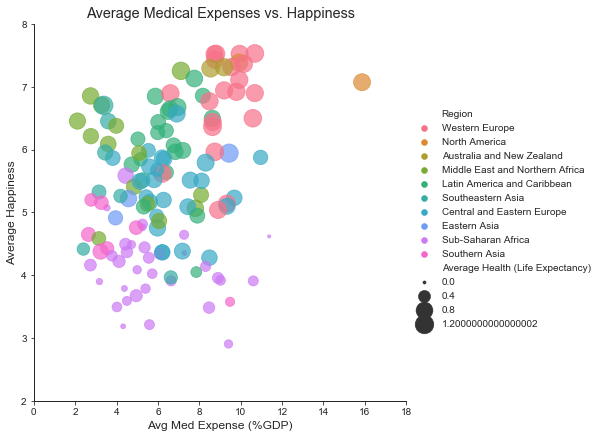 Average Medical Expenses vs. Happiness
8
7
6
5
4
3
2
Average Happiness
0 2 4 6 8 10 12 14 16 18
Avg Med Expense (%GDP)
Region
Western Europe
North America
Australia and New Zealand
Middle East and Northern Africa
Latin America and Caribbean
Southeastern Asia
Central and Eastern Europe
Eastern Asia
Sub-Saharan Africa
Southern Asia
Average Health (Life Expectancy)
0.0
0.4
0.8
1.2000000000000002